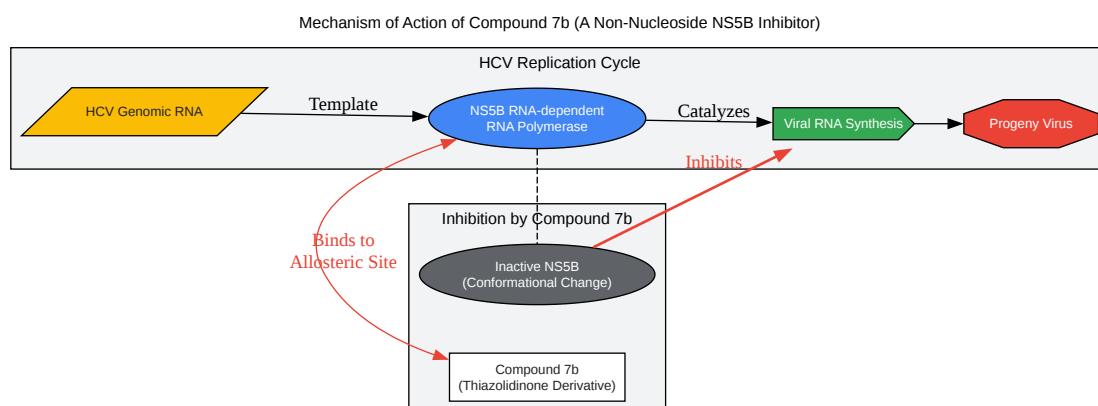 Mechanism of Action of Compound 7b (A Non-Nucleoside NS5B Inhibitor)
HCV Replication Cycle
HCV Genomic RNA
Template
NS5B RNA-dependent
RNA Polymerase
Catalyzes
Viral RNA Synthesis
Progeny Virus
Inhibits
Inhibition by Compound 7b
Binds to
Allosteric Site
Inactive NS5B
(Conformational Change)
Compound 7b
(Thiazolidinone Derivative)